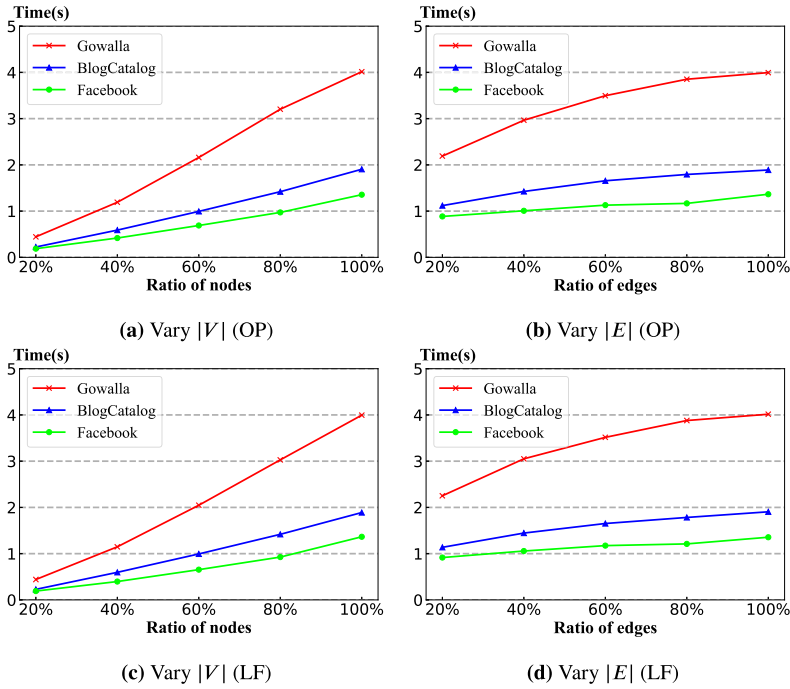 Time(s)
5
4
3
2
1
0
Gowalla
BlogCatalog
Facebook
20% 40% 60% 80% 100%
Ratio of nodes
(a) Vary |V| (OP)
Time(s)
5
4
3
2
1
0
Gowalla
BlogCatalog
Facebook
20% 40% 60% 80% 100%
Ratio of edges
(b) Vary |E| (OP)
Time(s)
5
4
3
2
1
0
Gowalla
BlogCatalog
Facebook
20% 40% 60% 80% 100%
Ratio of nodes
(c) Vary |V| (LF)
Time(s)
5
4
3
2
1
0
Gowalla
BlogCatalog
Facebook
20% 40% 60% 80% 100%
Ratio of edges
(d) Vary |E| (LF)